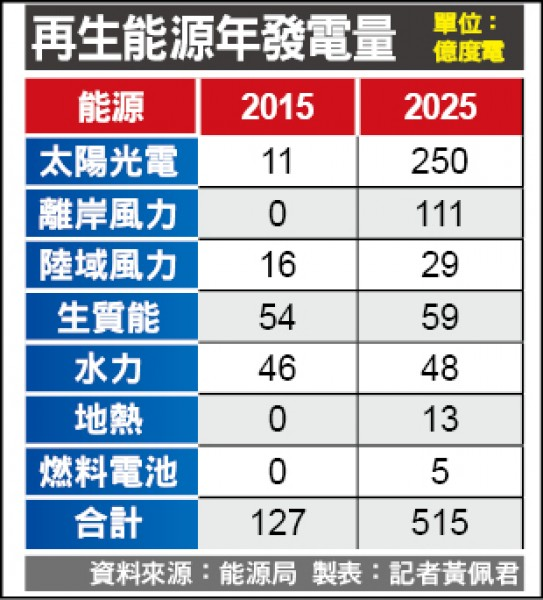 再生能源年發電量 單位：
億度電
能源 2015 2025
太陽光電 11 250
離岸風力 0 111
陸域風力 16 29
生質能 54 59
水力 46 48
地熱 0 13
燃料電池 0 5
合計 127 515
資料來源：能源局 製表：記者黃佩君